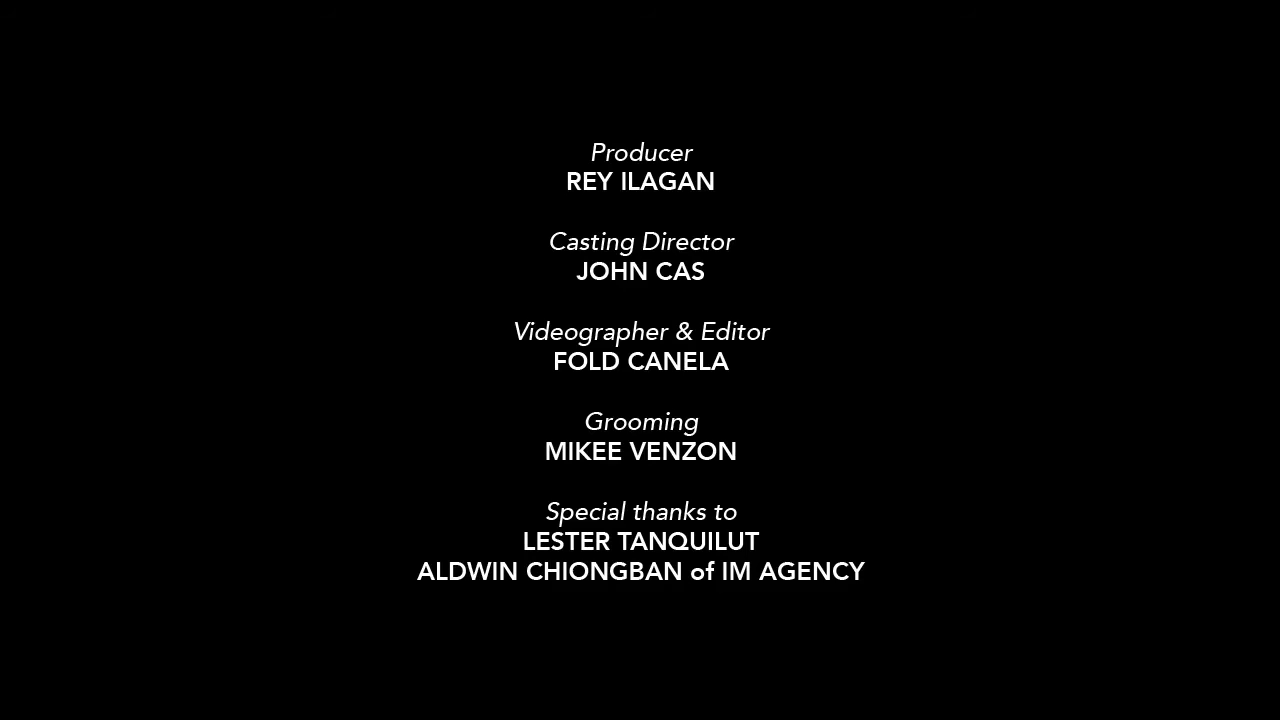 Producer
REY ILAGAN
Casting Director
JOHN CAS
Videographer & Editor
FOLD CANELA
Grooming
MIKEE VENZON
Special thanks to
LESTER TANQUILUT
ALDWIN CHIONGBAN of IM AGENCY